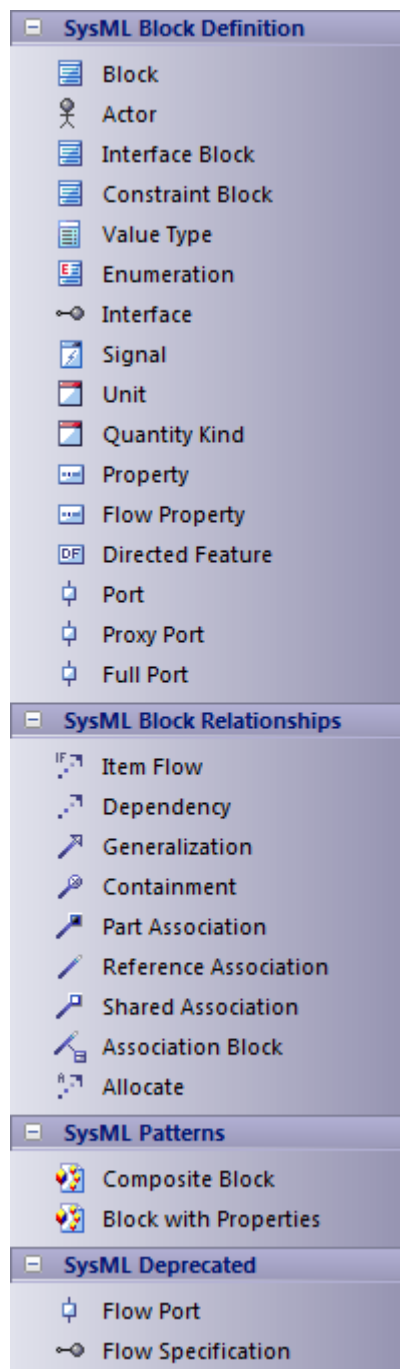 SysML Block Definition
Block
Actor
Interface Block
Constraint Block
Value Type
Enumeration
Interface
Signal
Unit
Quantity Kind
Property
Flow Property
DF Directed Feature
Port
Proxy Port
Full Port
SysML Block Relationships
IF Item Flow
Dependency
Generalization
Containment
Part Association
Reference Association
Shared Association
Association Block
A Allocate
SysML Patterns
Composite Block
Block with Properties
SysML Deprecated
Flow Port
Flow Specification